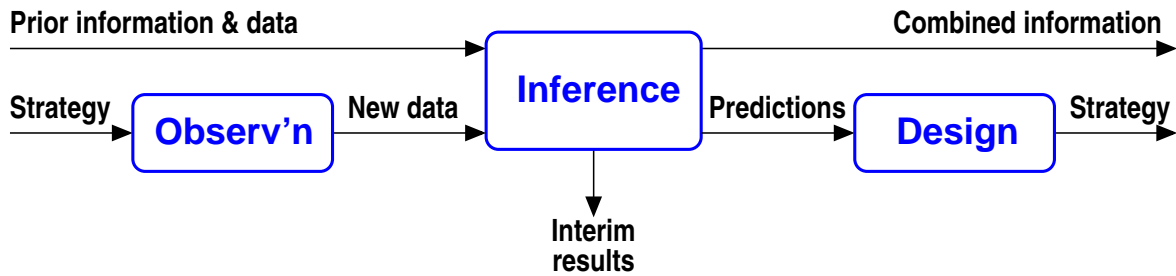 Prior information & data
Combined information
Strategy
Observ'n
New data
Inference
Predictions
Design
Strategy
Interim
results